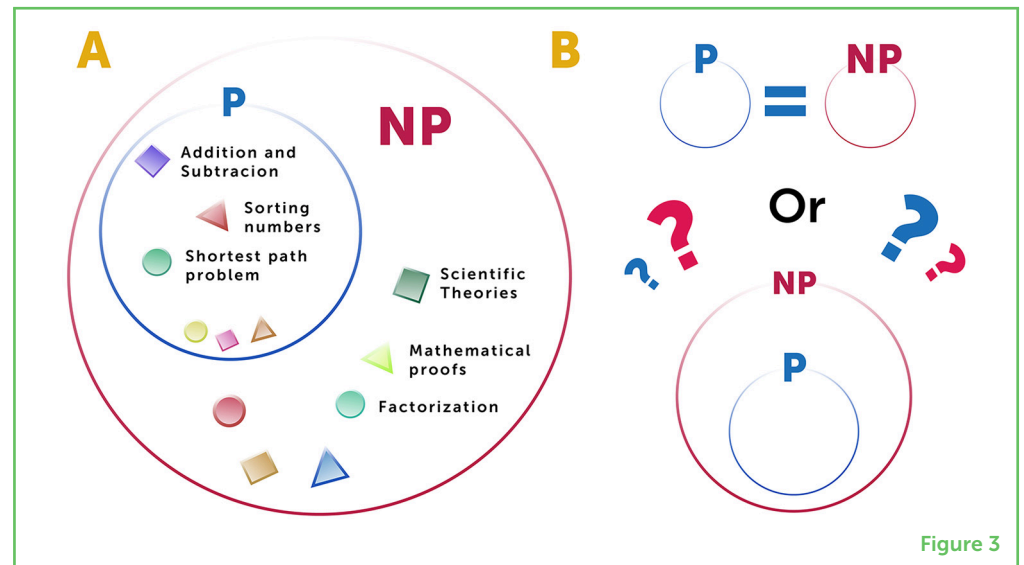 A
P
NP
Addition and
Subtracion
Sorting
numbers
Shortest path
problem
Scientific
Theories
Mathematical
proofs
Factorization
B
P
=
NP
Or
?
?
?
?
NP
P
Figure 3